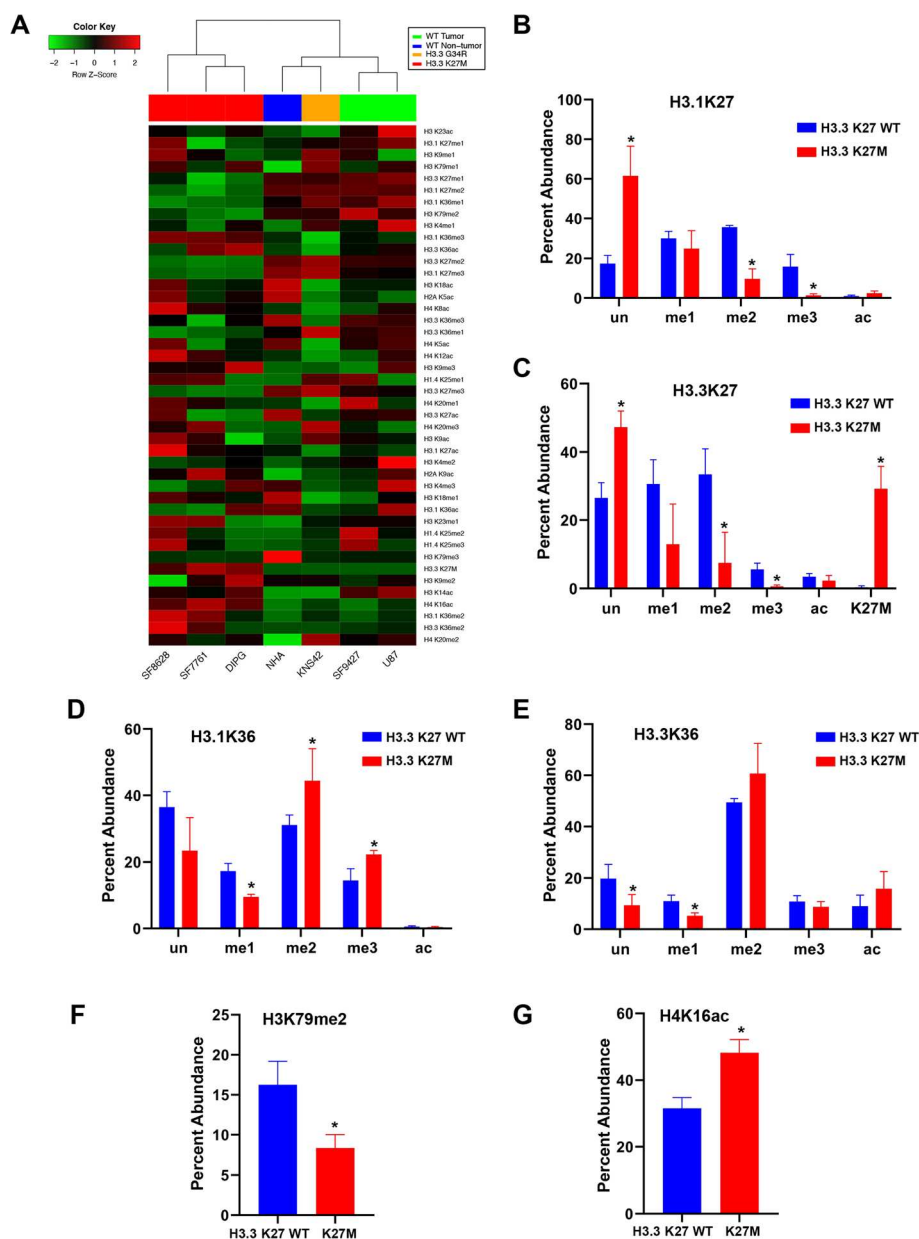 A
Color Key
−2 −1 0 1 2
Row Z−Score
WT Tumor
WT Non-tumor
H3.3 G34R
H3.3 K27M
H3 K23ac
H3.1 K27me1
H3 K9me1
H3 K79me1
H3.3 K27me1
H3.1 K27me2
H3.1 K36me1
H3 K79me2
H3 K4me1
H3.1 K36me3
H3.3 K36ac
H3.3 K27me2
H3.1 K27me3
H3 K18ac
H2A K5ac
H4 K8ac
H3.3 K36me3
H3.3 K36me1
H4 K5ac
H4 K12ac
H3 K9me3
H1.4 K25me1
H3.3 K27me3
H4 K20me1
H3.3 K27ac
H4 K20me3
H3 K9ac
H3.1 K27ac
H3 K4me2
H2A K9ac
H3 K4me3
H3 K18me1
H3.1 K36ac
H3 K23me1
H1.4 K25me2
H1.4 K25me3
H3 K79me3
H3.3 K27M
H3 K9me2
H3 K14ac
H4 K16ac
H3.1 K36me2
H3.3 K36me2
H4 K20me2
SF8628 SF7761 DIPG NHA KNS42 SF9427 U87
B
H3.1K27
H3.3 K27 WT
H3.3 K27M
Percent Abundance
100
80
60
40
20
0
*
*
*
un me1 me2 me3 ac
C
H3.3K27
H3.3 K27 WT
H3.3 K27M
Percent Abundance
60
40
20
0
*
*
*
*
un me1 me2 me3 ac K27M
D
H3.1K36
H3.3 K27 WT
H3.3 K27M
Percent Abundance
60
40
20
0
*
*
*
un me1 me2 me3 ac
E
H3.3K36
H3.3 K27 WT
H3.3 K27M
Percent Abundance
80
60
40
20
0
*
*
un me1 me2 me3 ac
F
H3K79me2
Percent Abundance
25
20
15
10
5
0
*
H3.3 K27 WT K27M
G
H4K16ac
Percent Abundance
60
40
20
0
*
H3.3 K27 WT K27M